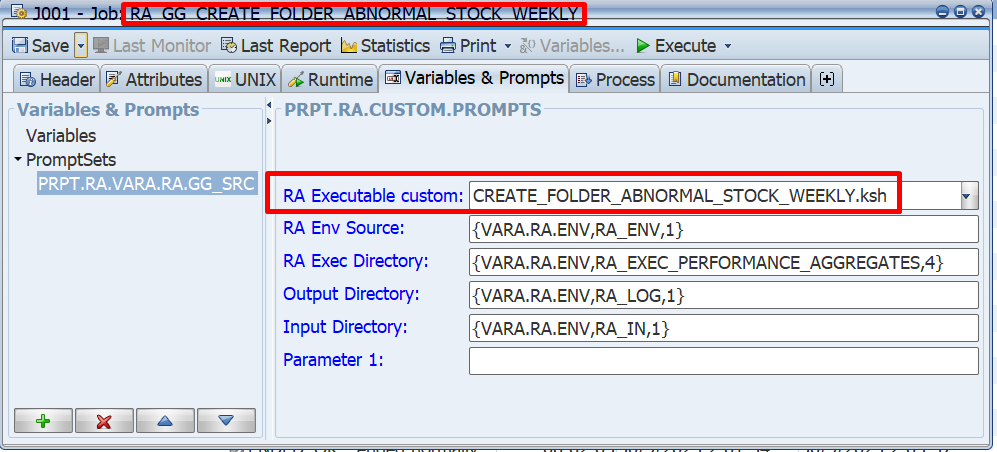 J001 - Job: RA_GG_CREATE_FOLDER_ABNORMAL_STOCK_WEEKLY
Save Last Monitor Last Report Statistics Print Variables... Execute
Header Attributes UNIX UNIX Runtime Variables & Prompts Process Documentation [+]
Variables & Prompts
Variables
PromptSets
PRPT.RA.VARA.RA.GG_SRC
PRPT.RA.CUSTOM.PROMPTS
RA Executable custom: CREATE_FOLDER_ABNORMAL_STOCK_WEEKLY.ksh
RA Env Source: {VARA.RA.ENV,RA_ENV,1}
RA Exec Directory: {VARA.RA.ENV,RA_EXEC_PERFORMANCE_AGGREGATES,4}
Output Directory: {VARA.RA.ENV,RA_LOG,1}
Input Directory: {VARA.RA.ENV,RA_IN,1}
Parameter 1: